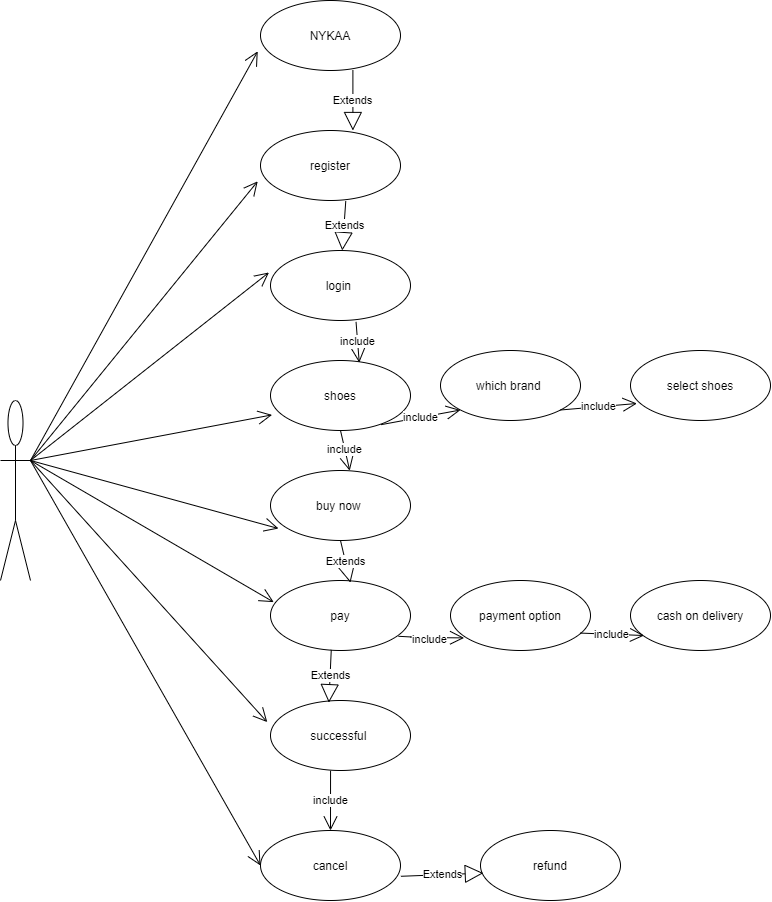 NYKAA
Extends
register
Extends
login
include
shoes
include
which brand
include
select shoes
include
buy now
Extends
pay
include
payment option
include
cash on delivery
Extends
successful
include
cancel
Extends
refund